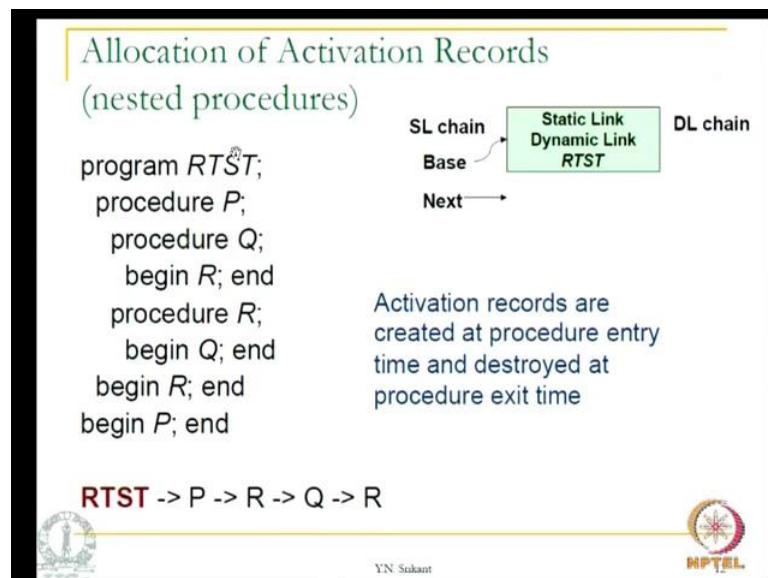 Allocation of Activation Records
(nested procedures)
SL chain
Static Link
DL chain
Dynamic Link
Base
RTST
Next
program RTST;
procedure P;
procedure Q;
begin R; end
procedure R;
begin Q; end
begin R; end
begin P; end
Activation records are
created at procedure entry
time and destroyed at
procedure exit time
RTST -> P -> R -> Q -> R
Y.N. Srikant
NPTEL